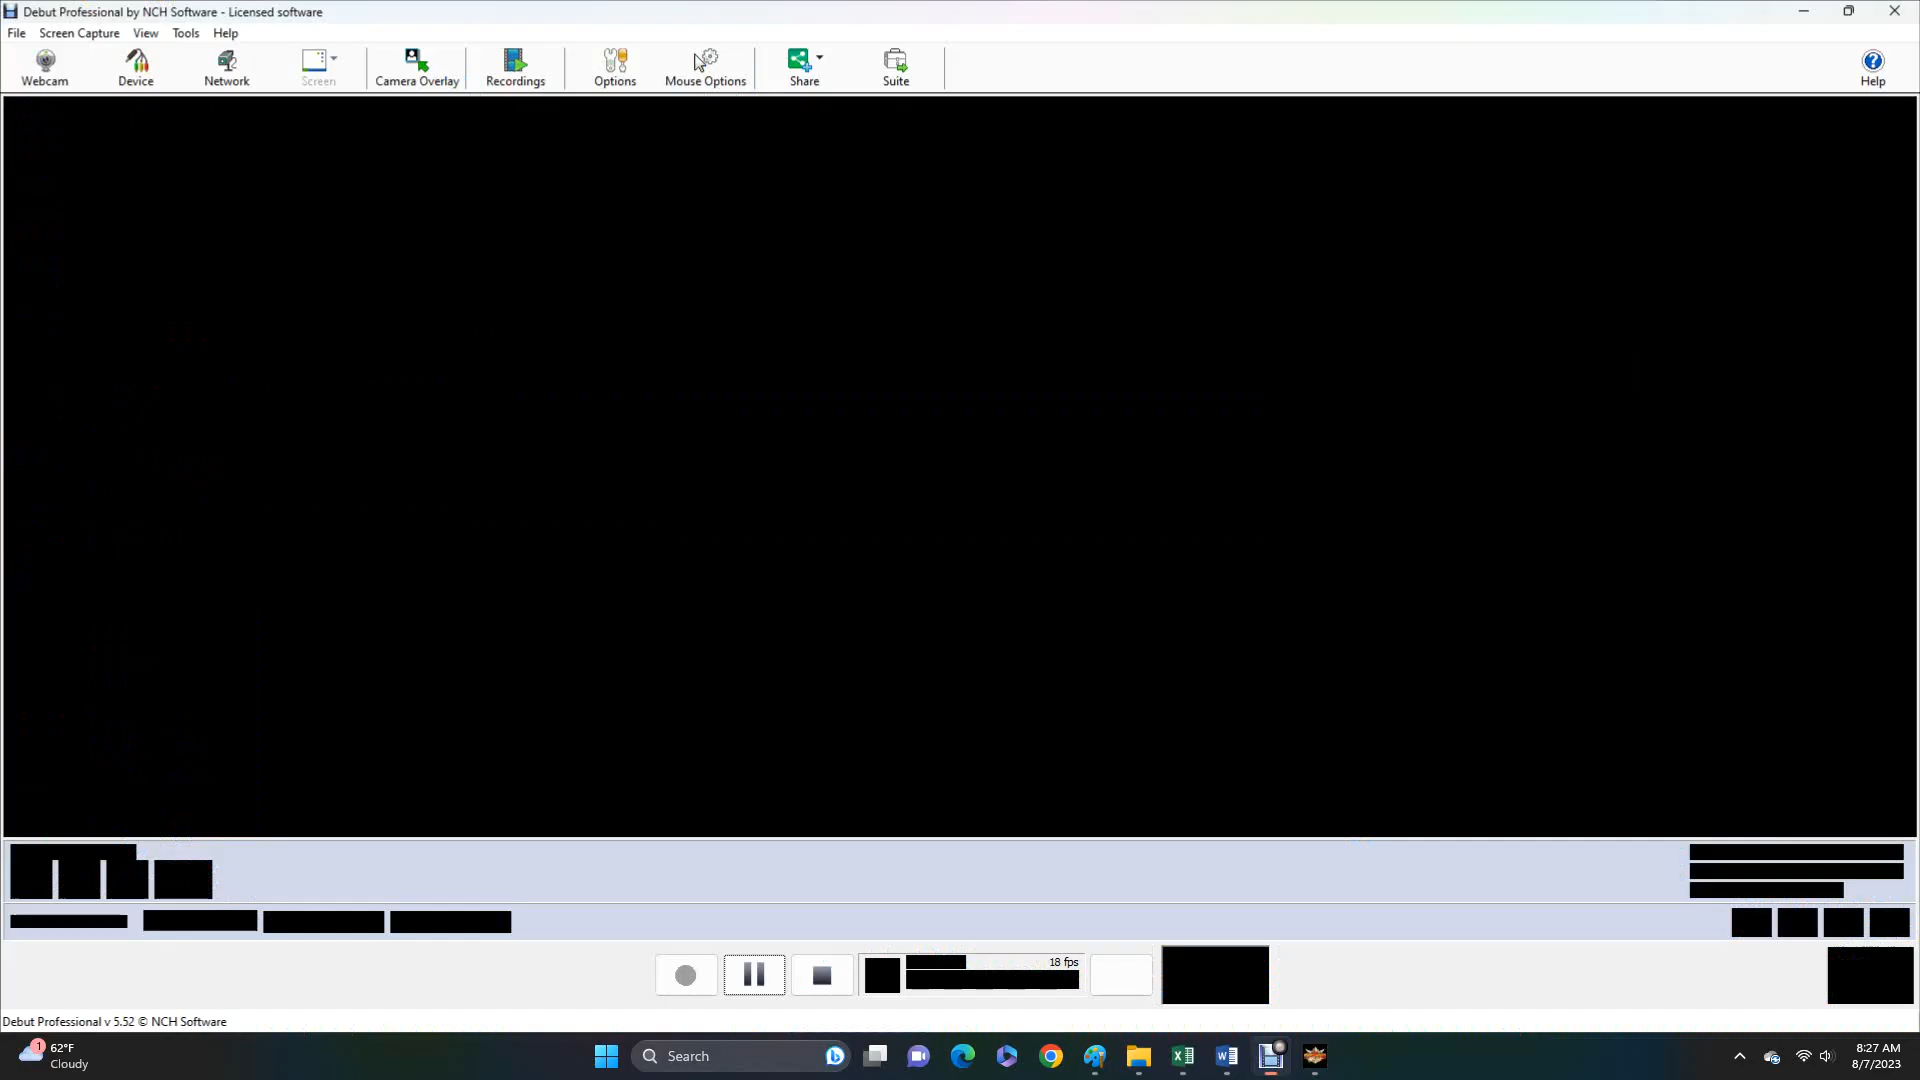 Debut Professional by NCH Software - Licensed software
File Screen Capture View Tools Help
Webcam Device Network Screen Camera Overlay Recordings Options Mouse Options Share Suite Help
18 fps
Debut Professional v 5.52 © NCH Software
1 62°F
Cloudy
Search
8:27 AM
8/7/2023